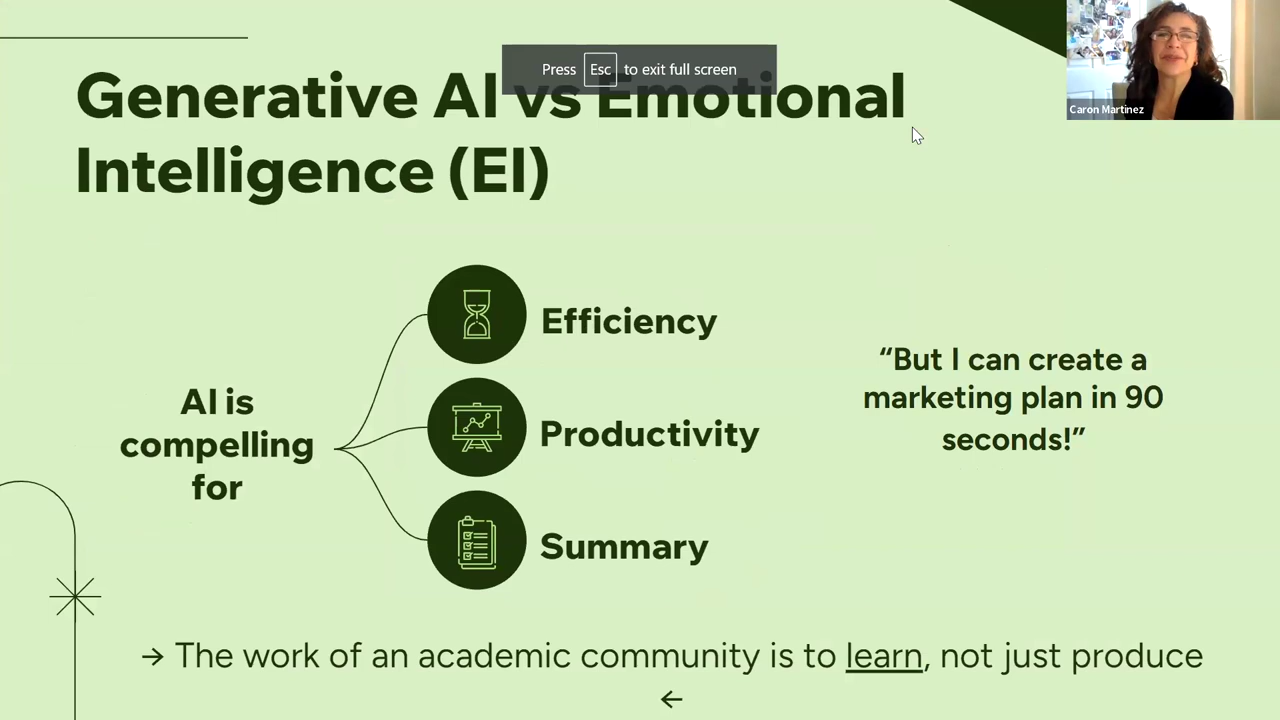 Press Esc to exit full screen
Generative AI vs Emotional
Intelligence (EI)
Caron Martinez
AI is
compelling
for
Efficiency
Productivity
Summary
“But I can create a
marketing plan in 90
seconds!”
→ The work of an academic community is to learn, not just produce
←